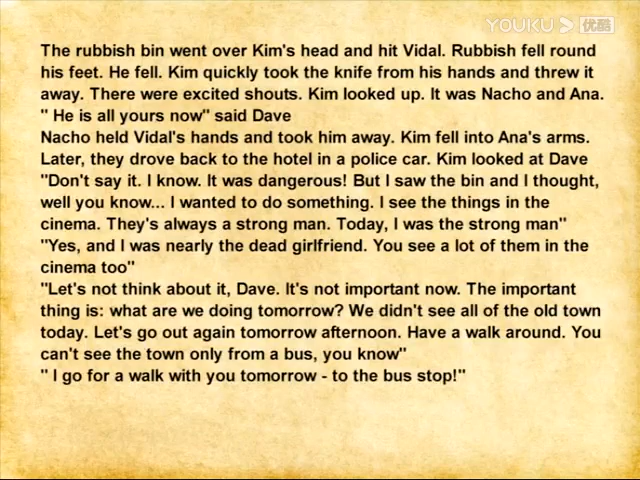 YOUKU 优酷
The rubbish bin went over Kim's head and hit Vidal. Rubbish fell round
his feet. He fell. Kim quickly took the knife from his hands and threw it
away. There were excited shouts. Kim looked up. It was Nacho and Ana.
" He is all yours now" said Dave
Nacho held Vidal's hands and took him away. Kim fell into Ana's arms.
Later, they drove back to the hotel in a police car. Kim looked at Dave
"Don't say it. I know. It was dangerous! But I saw the bin and I thought,
well you know... I wanted to do something. I see the things in the
cinema. They's always a strong man. Today, I was the strong man"
"Yes, and I was nearly the dead girlfriend. You see a lot of them in the
cinema too"
"Let's not think about it, Dave. It's not important now. The important
thing is: what are we doing tomorrow? We didn't see all of the old town
today. Let's go out again tomorrow afternoon. Have a walk around. You
can't see the town only from a bus, you know"
" I go for a walk with you tomorrow - to the bus stop!"